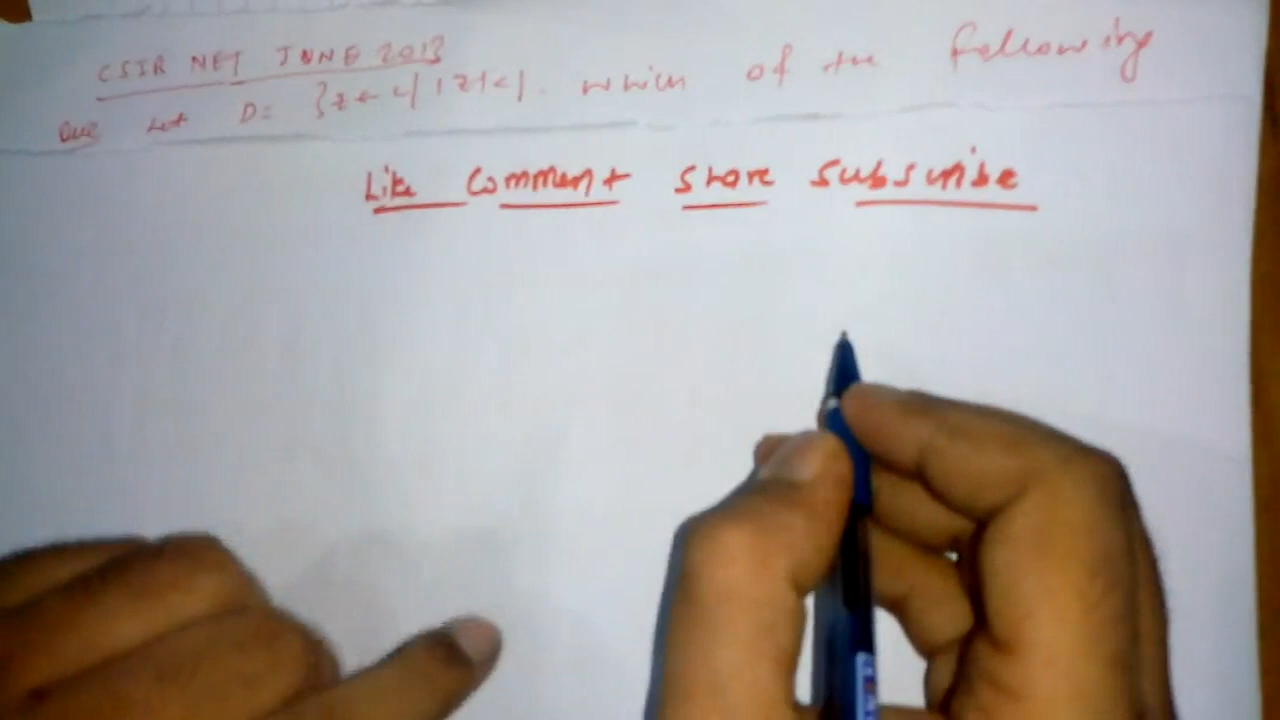 CSIR NET JUNE 2013
Que Let D= {z ∈ C/ |z|<1. which of the following
Like Comment Share Subscribe